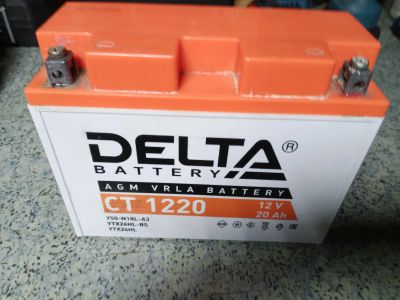 DELTA®
BATTERY
AGM VRLA BATTERY
CT 1220
12 V
20 Ah
Y50-N18L-A3
YTX24HL-BS
YTX24HL